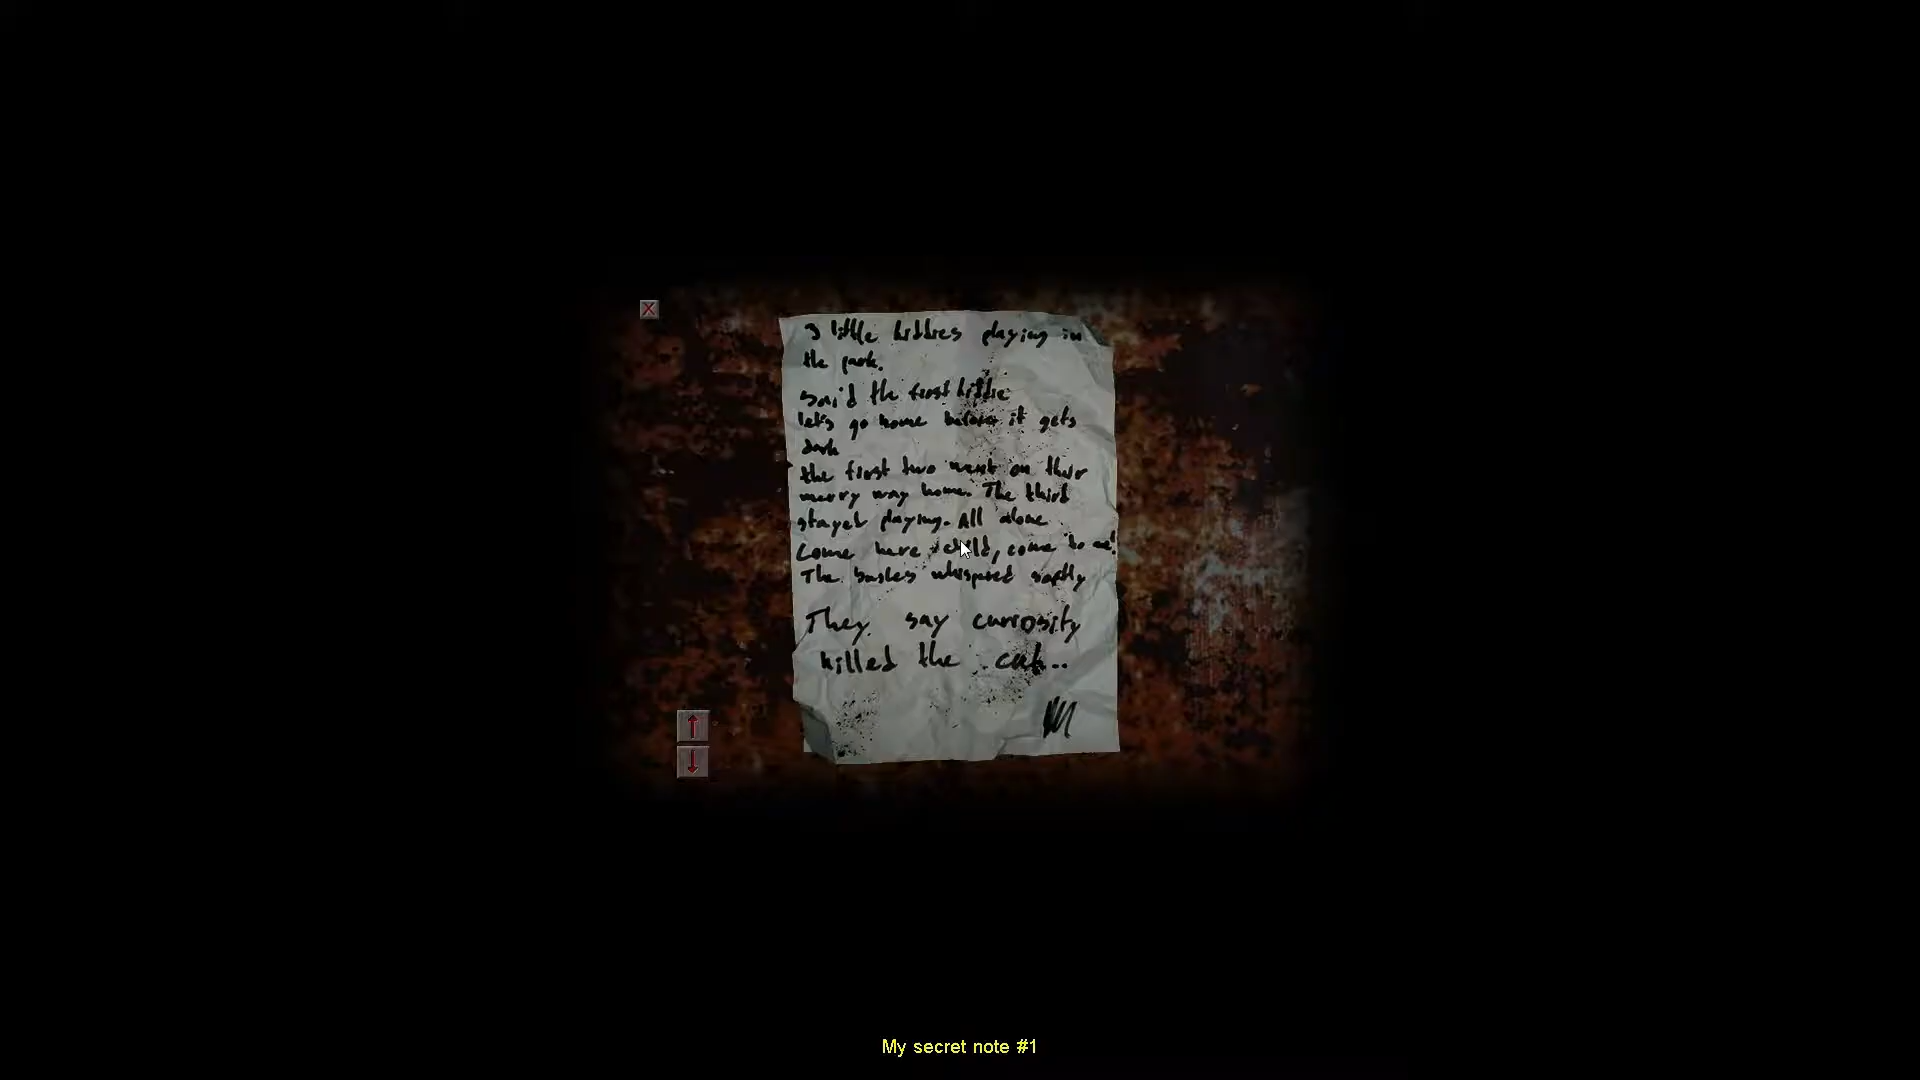 3 little kiddies playing in
the park.
said the first kiddie
let's go home before it gets
dark
the first two went on their
merry way home. The third
stayed playing. All alone
Come here child, come to me!
The bushes whispered softly
They say curiosity
killed the cat..
M
My secret note #1